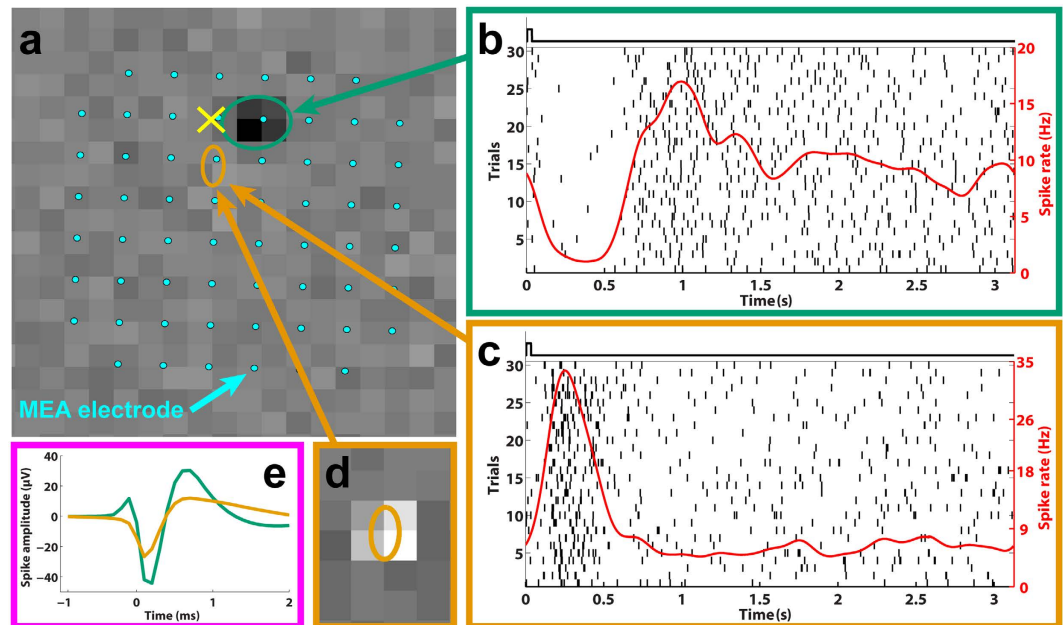 a
MEA electrode
b
Trials
30
25
20
15
10
5
Spike rate (Hz)
20
15
10
5
0
0 0.5 1 1.5 2 2.5 3
Time (s)
c
Trials
30
25
20
15
10
5
Spike rate (Hz)
35
26
18
9
0
0 0.5 1 1.5 2 2.5 3
Time (s)
e
Spike amplitude (µV)
40
20
0
−20
−40
−1 0 1 2
Time (ms)
d